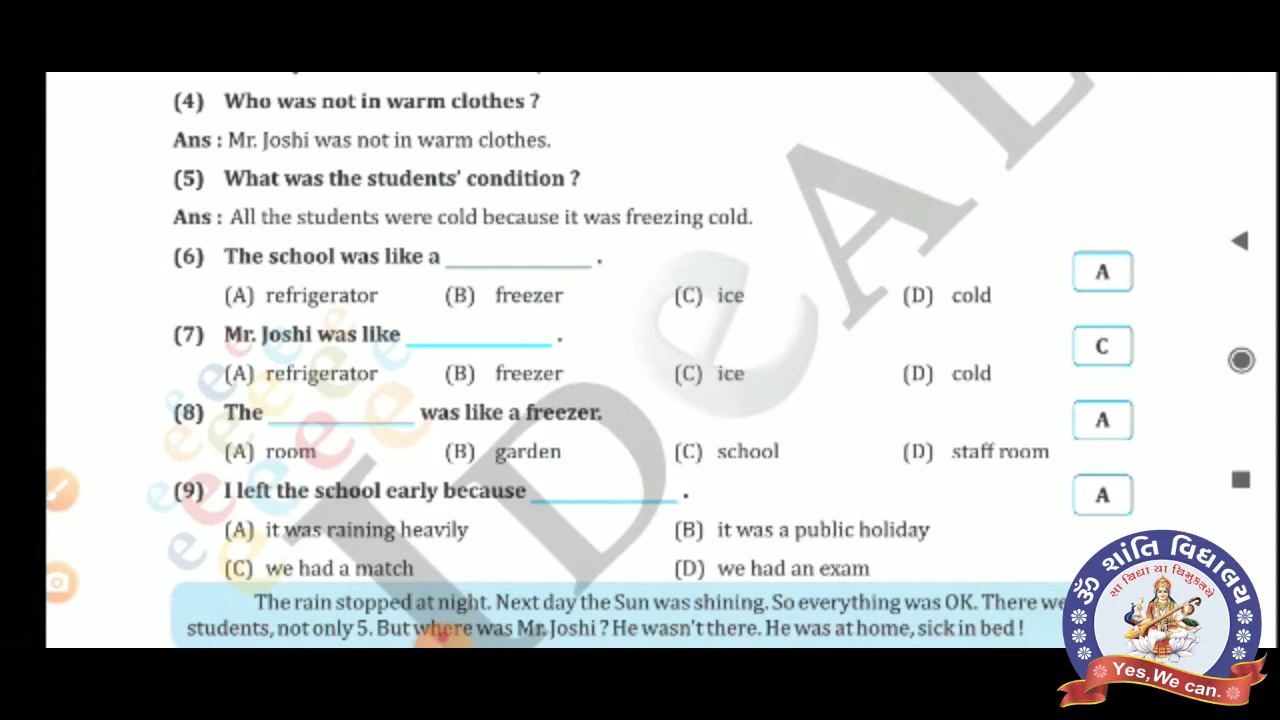 (4) Who was not in warm clothes ?
Ans : Mr. Joshi was not in warm clothes.
(5) What was the students' condition ?
Ans : All the students were cold because it was freezing cold.
(6) The school was like a ____________ .
A
(A) refrigerator (B) freezer (C) ice (D) cold
(7) Mr. Joshi was like ____________ .
C
(A) refrigerator (B) freezer (C) ice (D) cold
(8) The ____________ was like a freezer.
A
(A) room (B) garden (C) school (D) staff room
(9) I left the school early because ____________ .
A
(A) it was raining heavily (B) it was a public holiday
(C) we had a match (D) we had an exam
The rain stopped at night. Next day the Sun was shining. So everything was OK. There
students, not only 5. But where was Mr. Joshi ? He wasn't there. He was at home, sick in bed !
IDeAL
ૐ શાંતિ વિદ્યાલય
સા વિદ્યા યા વિમુક્તયે
Yes, We can.